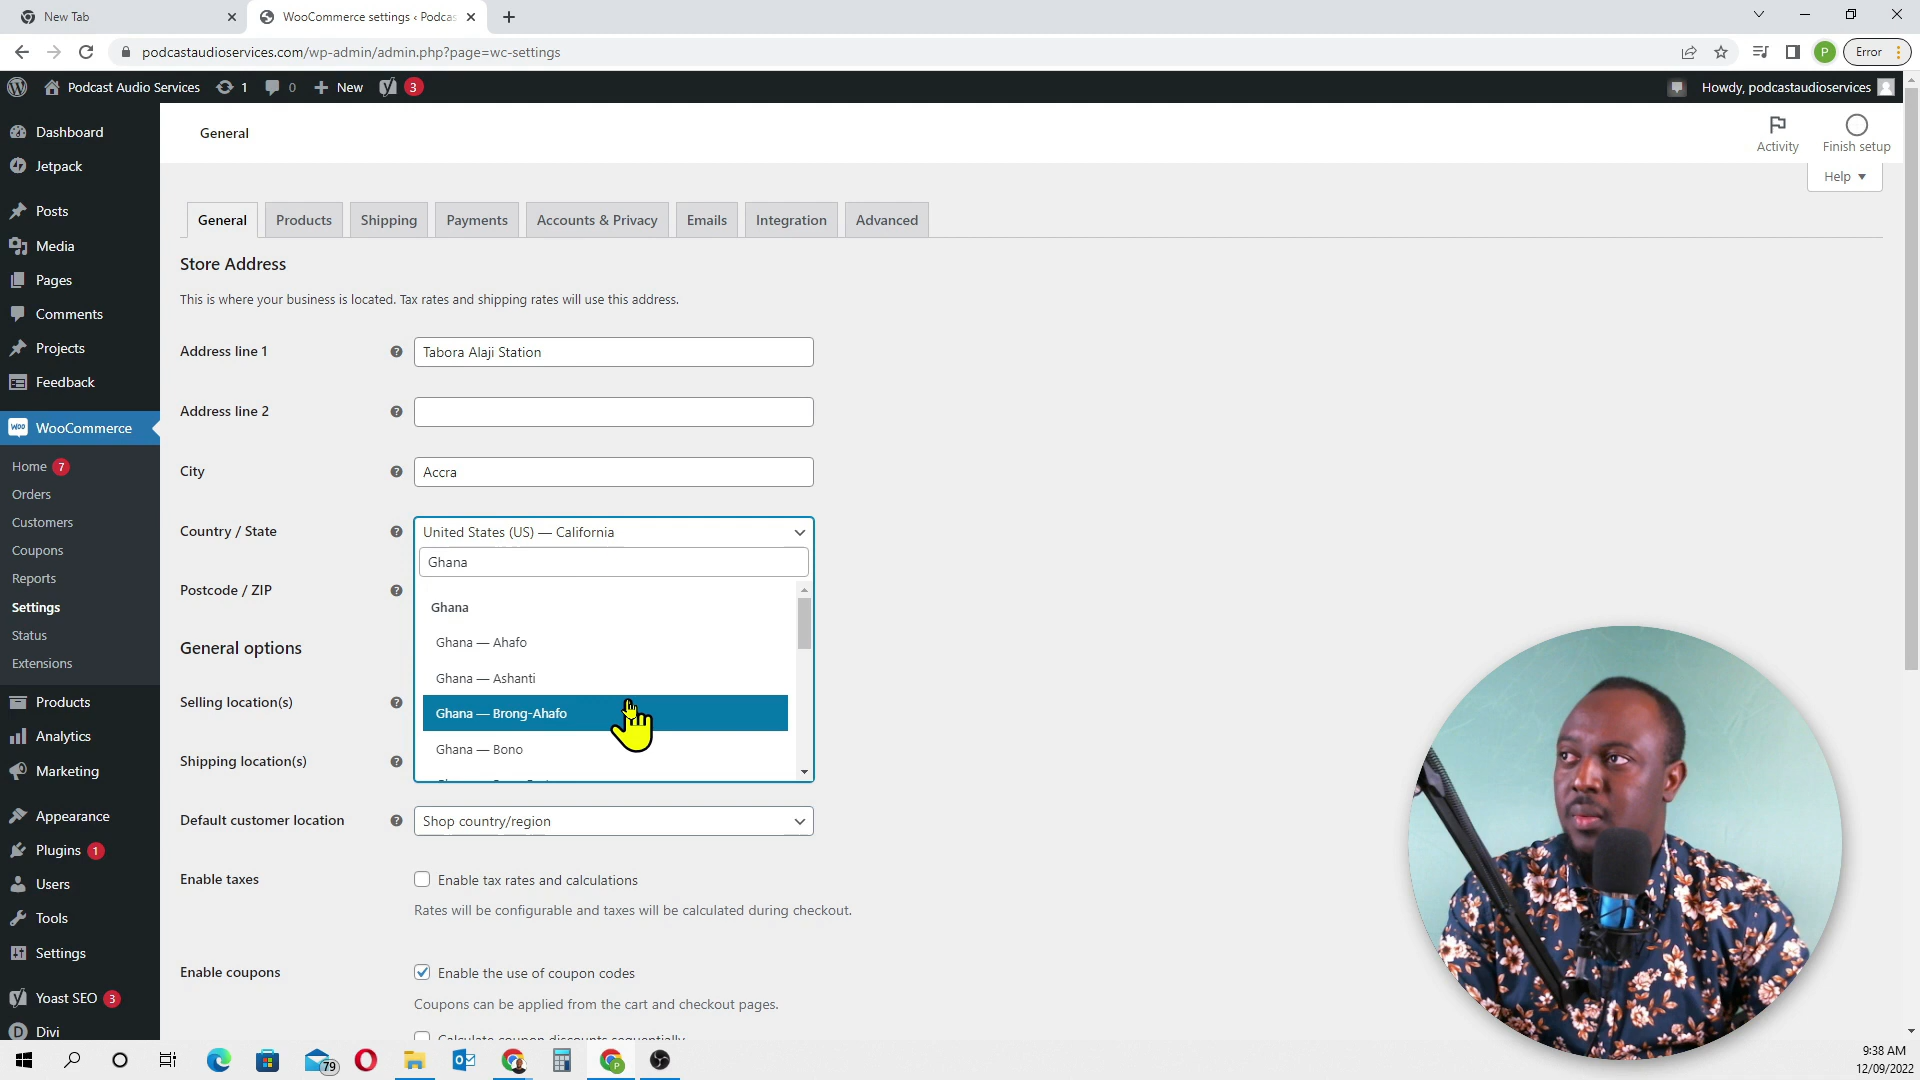 New Tab
WooCommerce settings ‹ Podcas
podcastaudioservices.com/wp-admin/admin.php?page=wc-settings
P
Error
Podcast Audio Services
1
0
New
3
Howdy, podcastaudioservices
Dashboard
Jetpack
Posts
Media
Pages
Comments
Projects
Feedback
WOO
WooCommerce
Home 7
Orders
Customers
Coupons
Reports
Settings
Status
Extensions
Products
Analytics
Marketing
Appearance
Plugins 1
Users
Tools
Settings
Yoast SEO 3
D Divi
General
Activity
Finish setup
Help
General
Products
Shipping
Payments
Accounts & Privacy
Emails
Integration
Advanced
Store Address
This is where your business is located. Tax rates and shipping rates will use this address.
Address line 1
Tabora Alaji Station
Address line 2
City
Accra
Country / State
United States (US) — California
Ghana
Ghana
Ghana — Ahafo
Ghana — Ashanti
Ghana — Brong-Ahafo
Ghana — Bono
Postcode / ZIP
General options
Selling location(s)
Shipping location(s)
Default customer location
Shop country/region
Enable taxes
Enable tax rates and calculations
Rates will be configurable and taxes will be calculated during checkout.
Enable coupons
Enable the use of coupon codes
Coupons can be applied from the cart and checkout pages.
Calculate coupon discounts sequentially
79
9:38 AM
12/09/2022